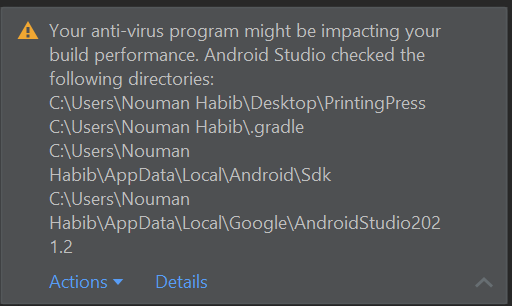 Your anti-virus program might be impacting your
build performance. Android Studio checked the
following directories:
C:\Users\Nouman Habib\Desktop\PrintingPress
C:\Users\Nouman Habib\.gradle
C:\Users\Nouman
Habib\AppData\Local\Android\Sdk
C:\Users\Nouman
Habib\AppData\Local\Google\AndroidStudio202
1.2
Actions Details